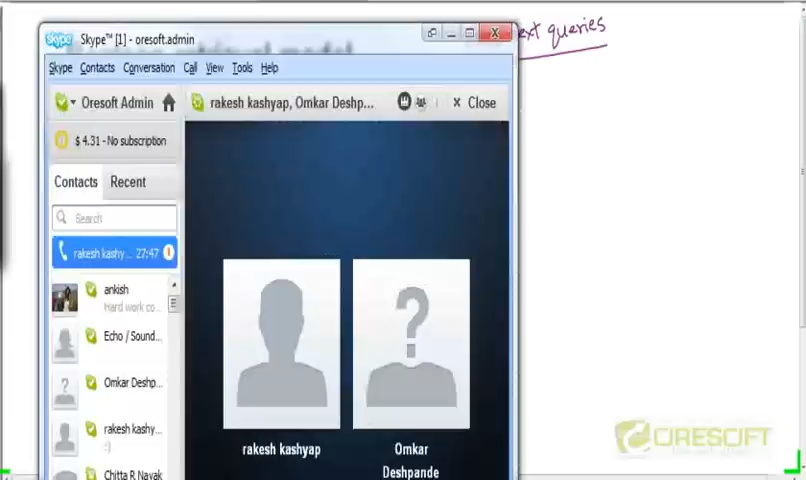 ext queries
Skype™ [1] - oresoft.admin
Skype Contacts Conversation Call View Tools Help
Oresoft Admin
rakesh kashyap, Omkar Deshp...
Close
$ 4.31 - No subscription
Contacts Recent
Search
rakesh kashy... 27:47
ankish
Hard work co...
Echo / Sound...
Omkar Deshp...
rakesh kashy...
:)
Chitta R Nayak
rakesh kashyap
Omkar
Deshpande
ORESOFT